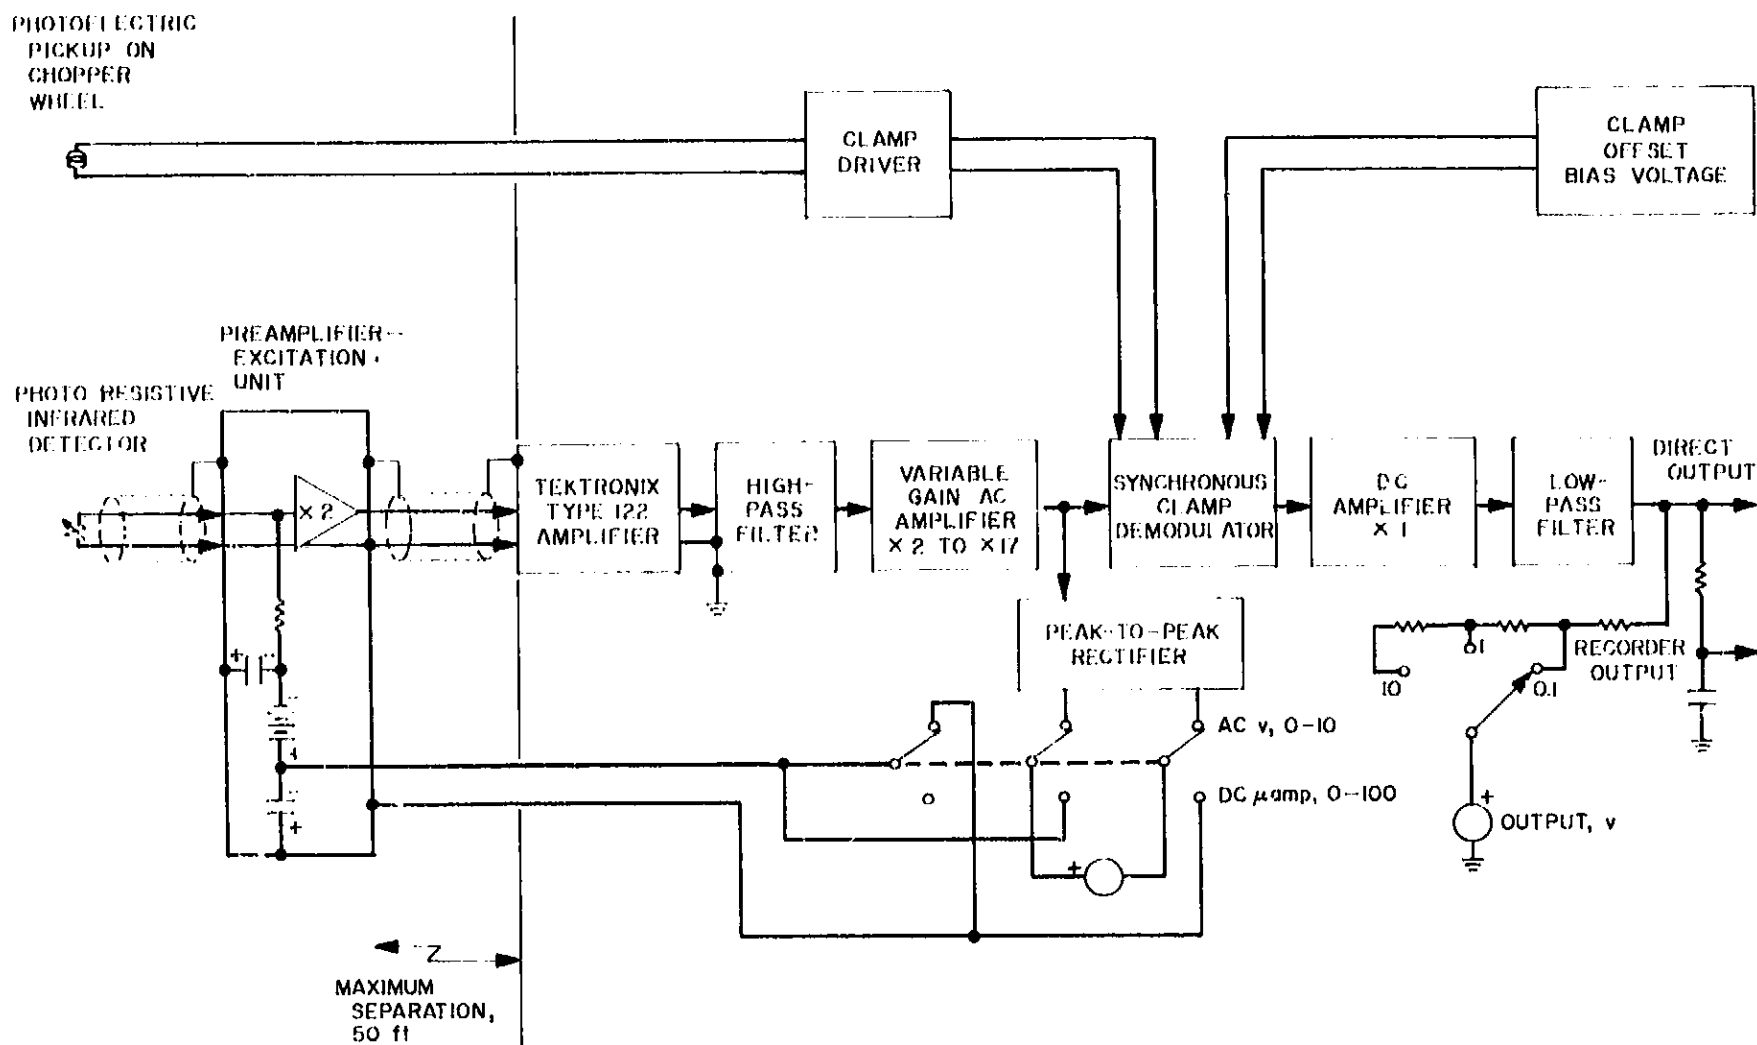 PHOTOELECTRIC
PICKUP ON
CHOPPER
WHEEL
CLAMP
DRIVER
CLAMP
OFFSET
BIAS VOLTAGE
PREAMPLIFIER-
EXCITATION
UNIT
PHOTO RESISTIVE
INFRARED
DETECTOR
× 2
TEKTRONIX
TYPE 122
AMPLIFIER
HIGH-
PASS
FILTER
VARIABLE
GAIN AC
AMPLIFIER
× 2 TO × 17
SYNCHRONOUS
CLAMP
DEMODULATOR
DC
AMPLIFIER
× 1
LOW-
PASS
FILTER
DIRECT
OUTPUT
PEAK-TO-PEAK
RECTIFIER
10
1
0.1
RECORDER
OUTPUT
AC v, 0-10
DC μamp, 0-100
+
OUTPUT, v
+
MAXIMUM
SEPARATION,
50 ft